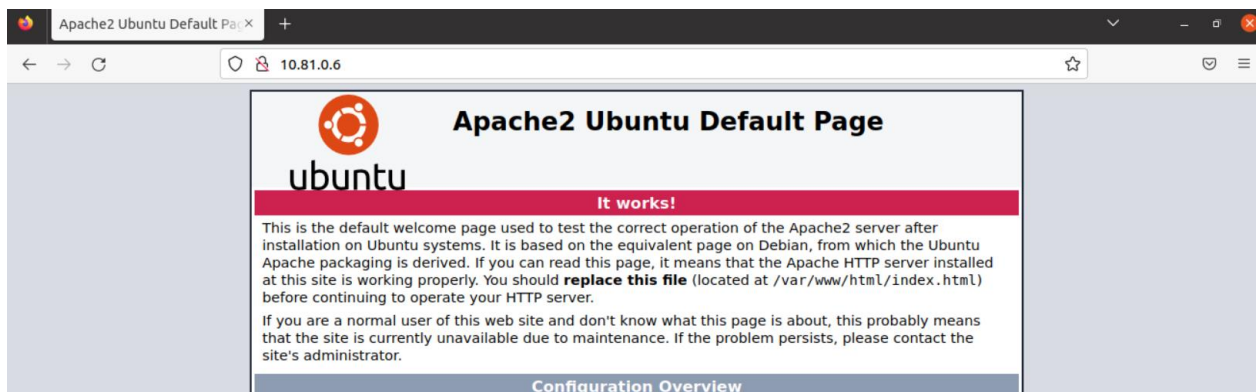 Apache2 Ubuntu Default Pag
10.81.0.6
ubuntu
Apache2 Ubuntu Default Page
It works!
This is the default welcome page used to test the correct operation of the Apache2 server after
installation on Ubuntu systems. It is based on the equivalent page on Debian, from which the Ubuntu
Apache packaging is derived. If you can read this page, it means that the Apache HTTP server installed
at this site is working properly. You should replace this file (located at /var/www/html/index.html)
before continuing to operate your HTTP server.
If you are a normal user of this web site and don't know what this page is about, this probably means
that the site is currently unavailable due to maintenance. If the problem persists, please contact the
site's administrator.
Configuration Overview